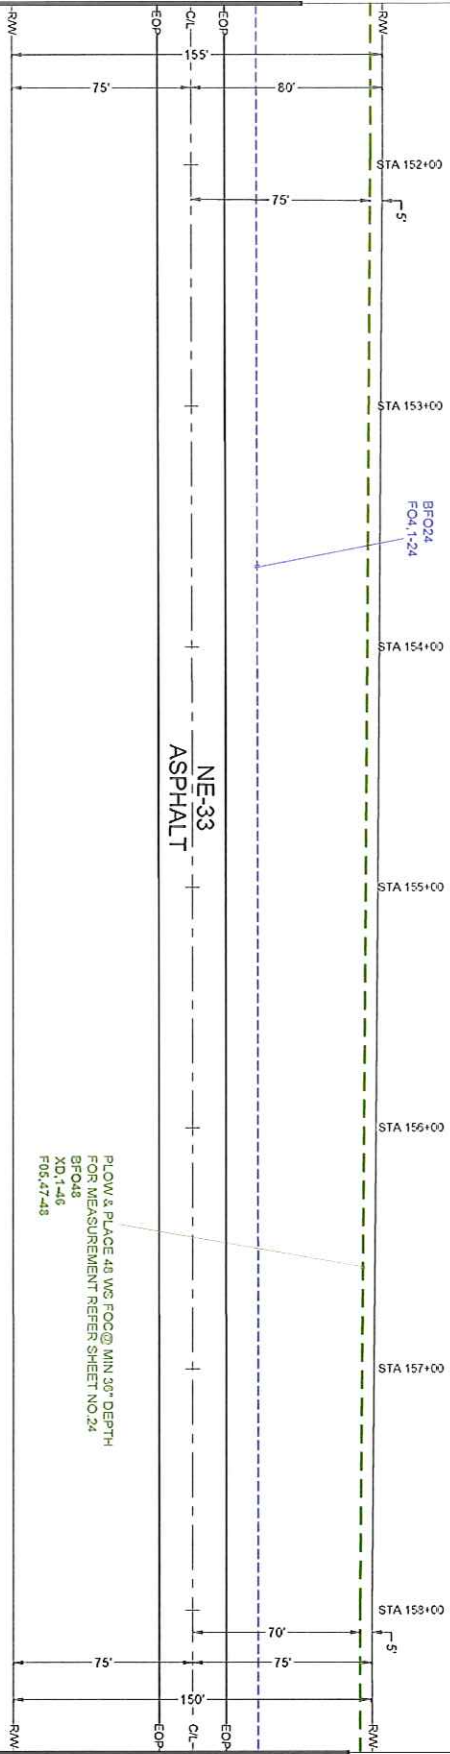 R/W
EOP
C/L
EOP
R/W
155'
75'
80'
STA 152+00
75'
5'
STA 153+00
BFO24
FO4,1-24
STA 154+00
NE-33
ASPHALT
STA 155+00
STA 156+00
PLOW & PLACE 48 WS FOC@ MIN 36" DEPTH
FOR MEASUREMENT REFER SHEET NO.24
BFO48
XD,1-46
F05,47-48
STA 157+00
STA 158+00
70'
5'
75'
75'
150'
R/W
EOP
C/L
EOP
R/W